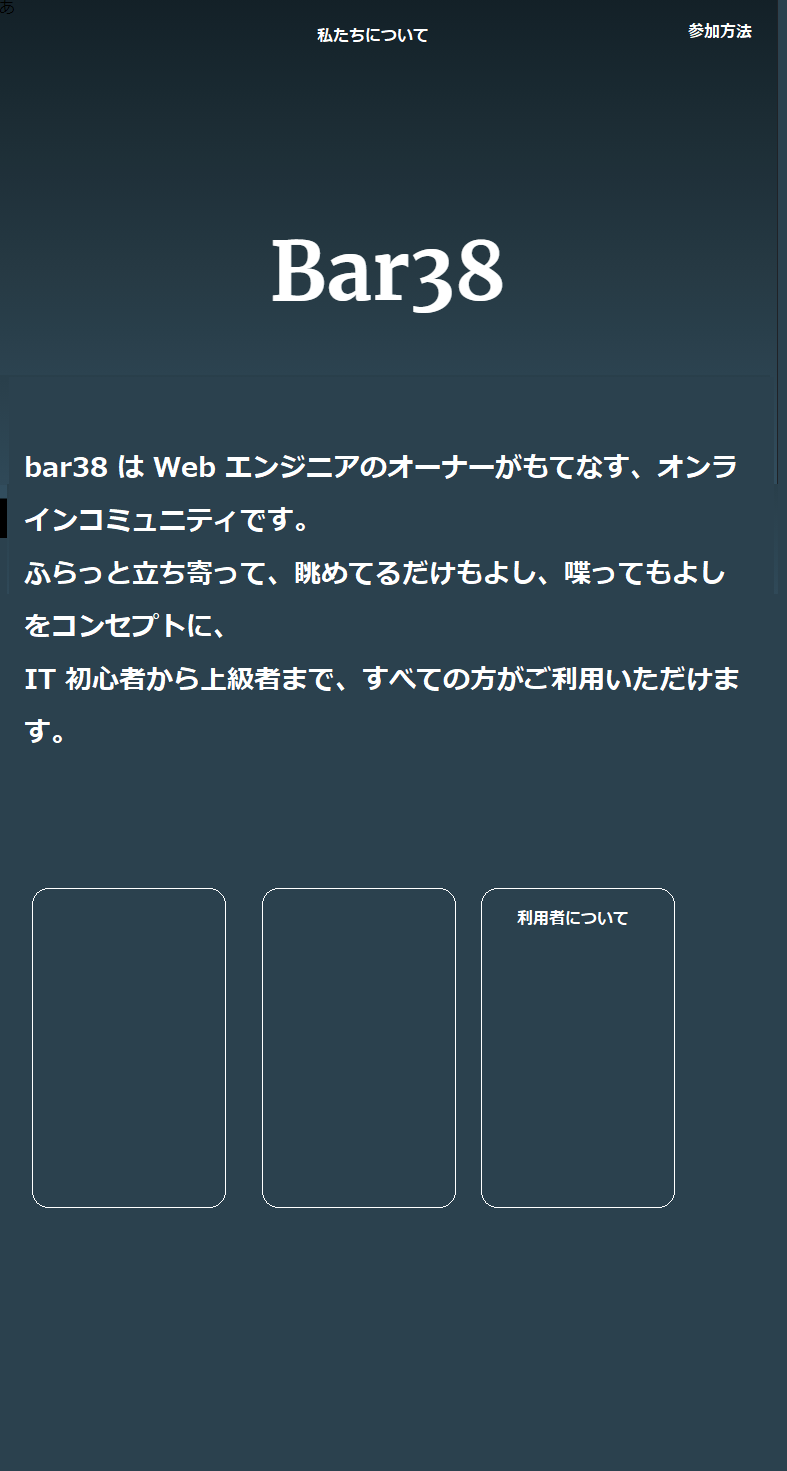 あ
私たちについて
参加方法
Bar38
bar38 は Web エンジニアのオーナーがもてなす、オンラ
インコミュニティです。
ふらっと立ち寄って、眺めてるだけもよし、喋ってもよし
をコンセプトに、
IT 初心者から上級者まで、すべての方がご利用いただけま
す。
利用者について